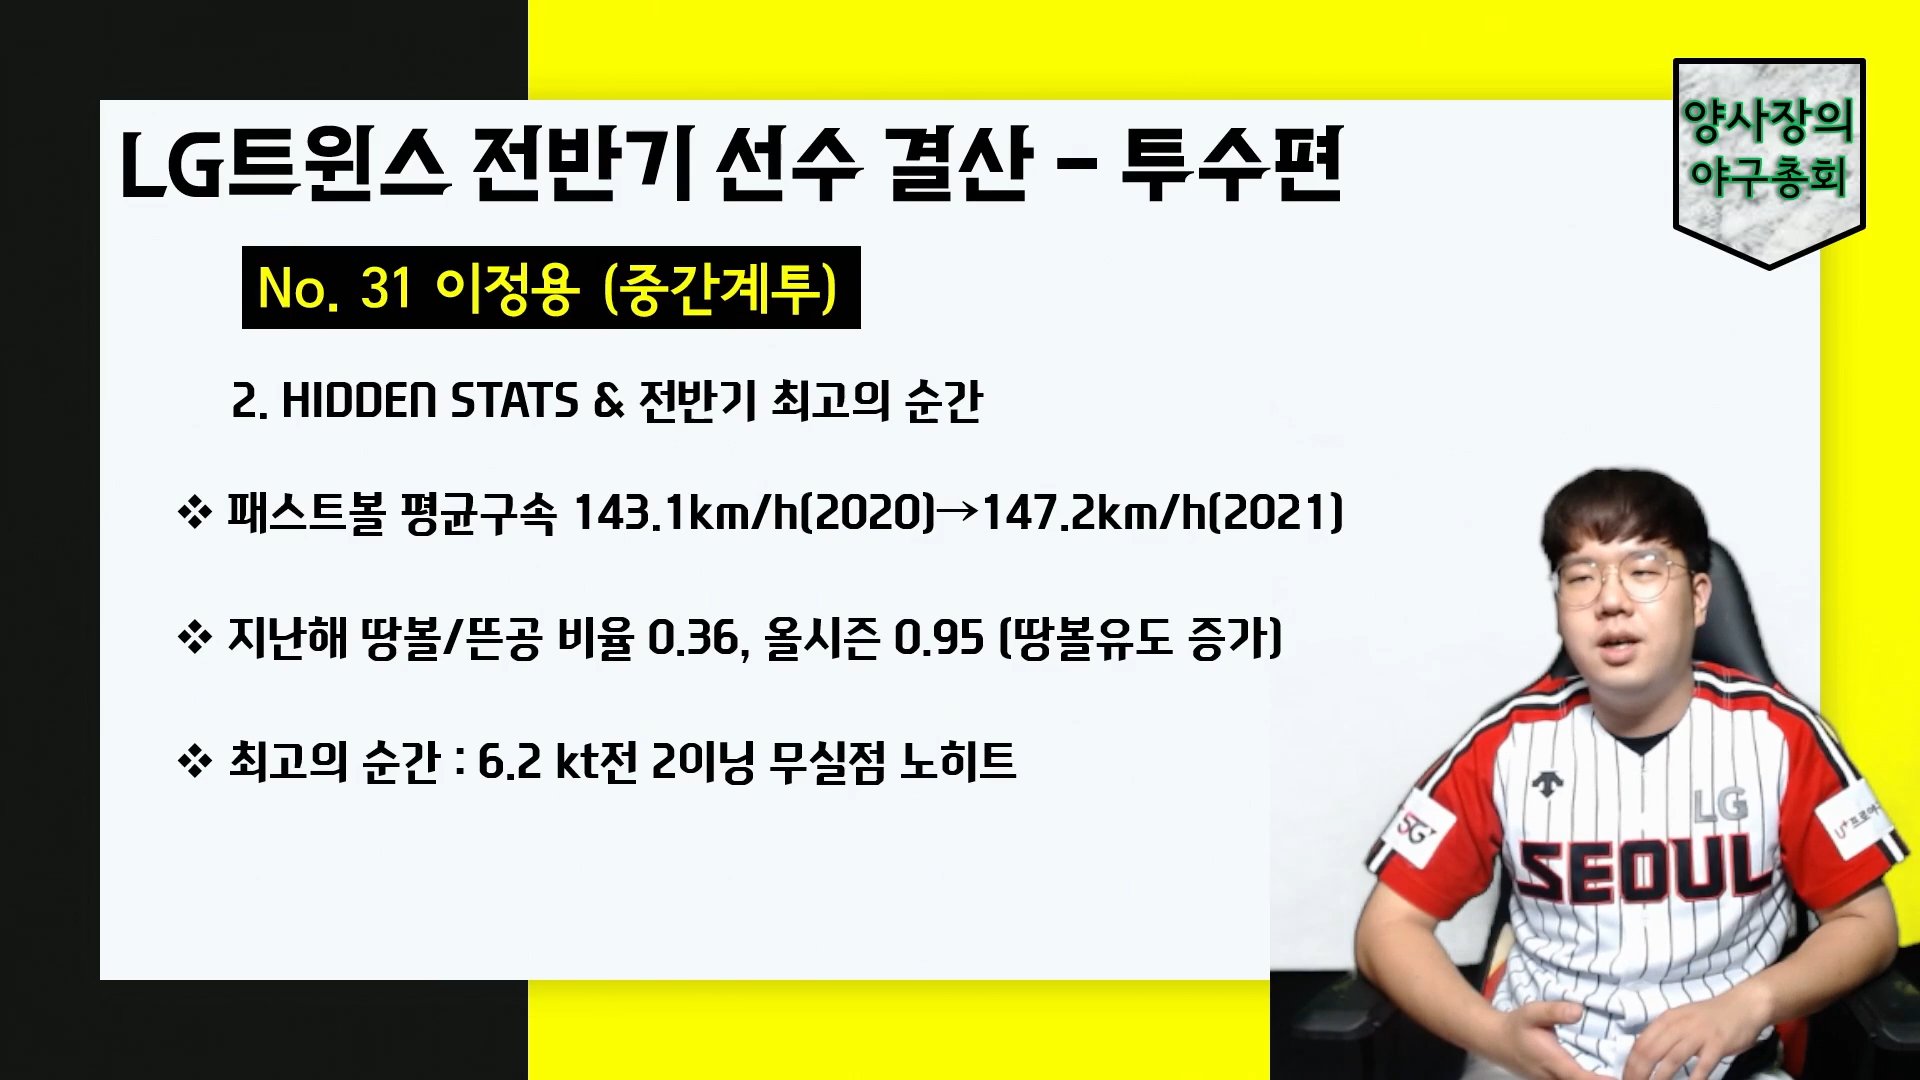 LG트윈스 전반기 선수 결산 - 투수편
양사장의
야구총회
No. 31 이정용 (중간계투)
2. HIDDEN STATS & 전반기 최고의 순간
❖ 패스트볼 평균구속 143.1km/h(2020)→147.2km/h(2021)
❖ 지난해 땅볼/뜬공 비율 0.36, 올시즌 0.95 (땅볼유도 증가)
❖ 최고의 순간 : 6.2 kt전 2이닝 무실점 노히트
LG
SEOUL
5G
U+프로야구